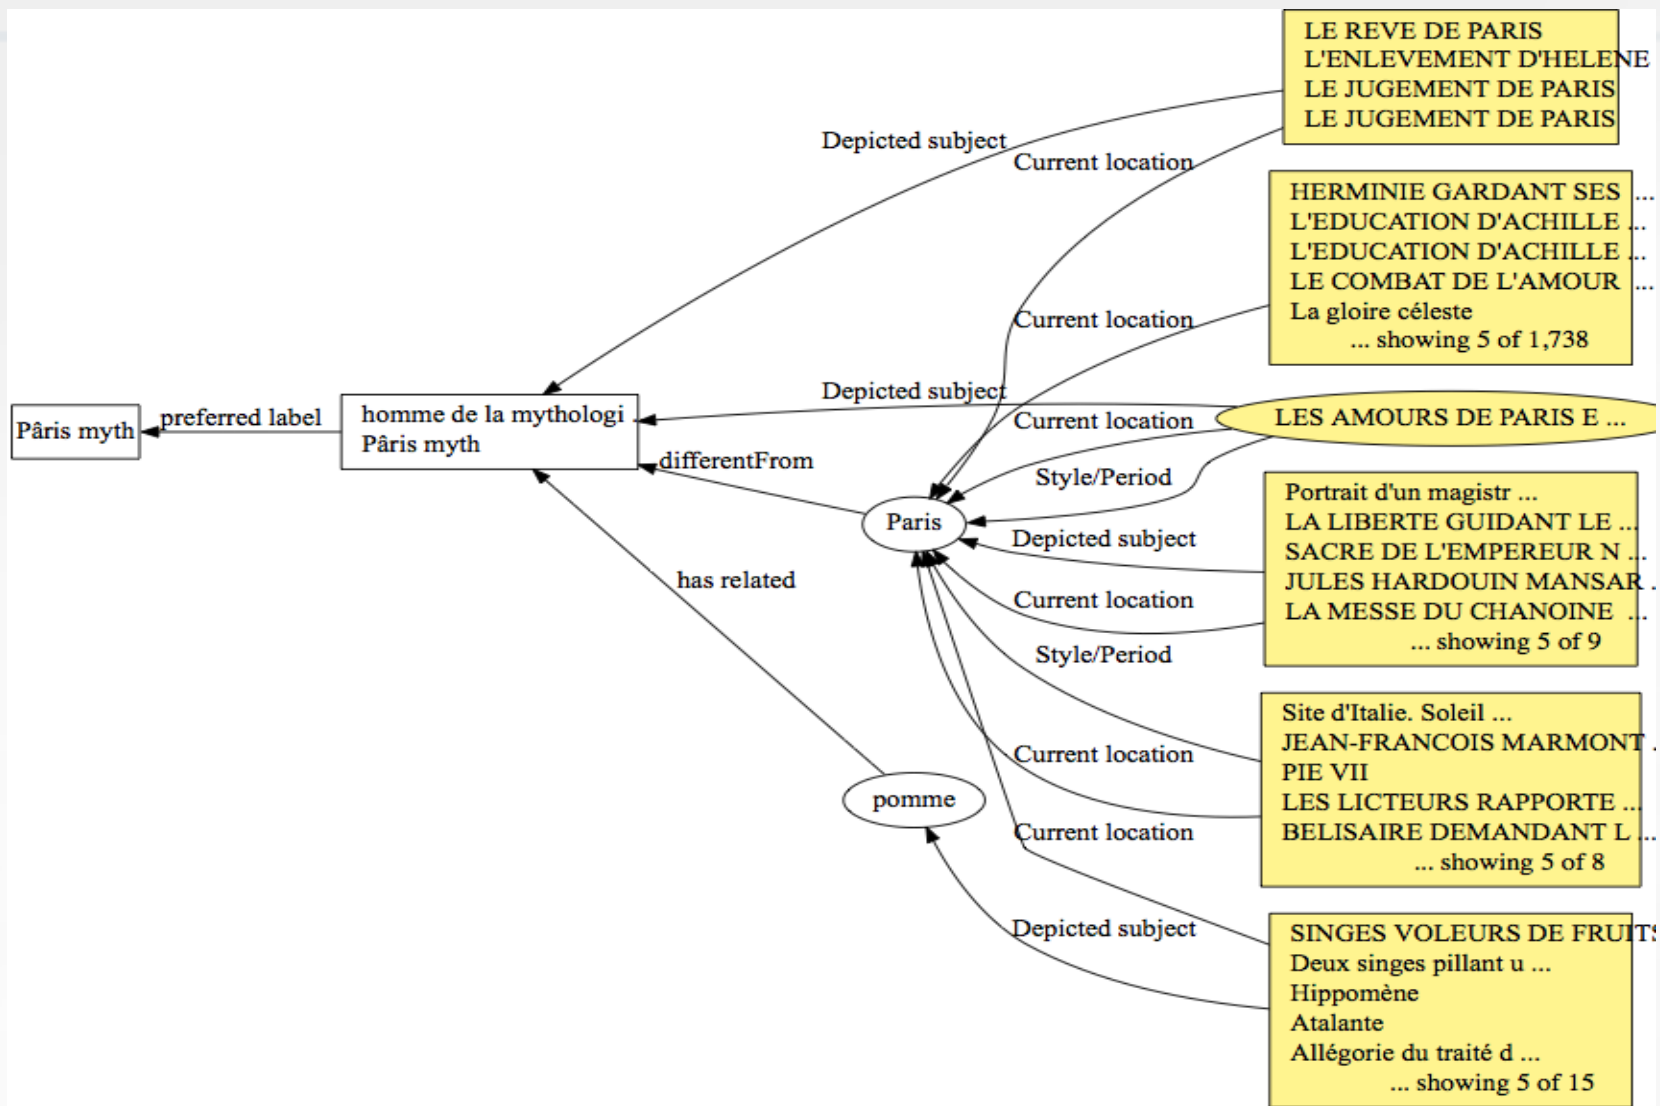 LE REVE DE PARIS
L'ENLEVEMENT D'HELENE
LE JUGEMENT DE PARIS
LE JUGEMENT DE PARIS
Depicted subject
Current location
HERMINIE GARDANT SES ...
L'EDUCATION D'ACHILLE ...
L'EDUCATION D'ACHILLE ...
LE COMBAT DE L'AMOUR ...
La gloire céleste
... showing 5 of 1,738
Current location
Depicted subject
LES AMOURS DE PARIS E ...
Current location
Pâris myth
preferred label
homme de la mythologi
Pâris myth
differentFrom
Style/Period
Paris
Portrait d'un magistr ...
LA LIBERTE GUIDANT LE ...
SACRE DE L'EMPEREUR N ...
JULES HARDOUIN MANSAR .
LA MESSE DU CHANOINE ...
... showing 5 of 9
Depicted subject
has related
Current location
Style/Period
Site d'Italie. Soleil ...
JEAN-FRANCOIS MARMONT .
PIE VII
LES LICTEURS RAPPORTE ...
BELISAIRE DEMANDANT L ...
... showing 5 of 8
Current location
pomme
Current location
Depicted subject
SINGES VOLEURS DE FRUITS
Deux singes pillant u ...
Hippomène
Atalante
Allégorie du traité d ...
... showing 5 of 15